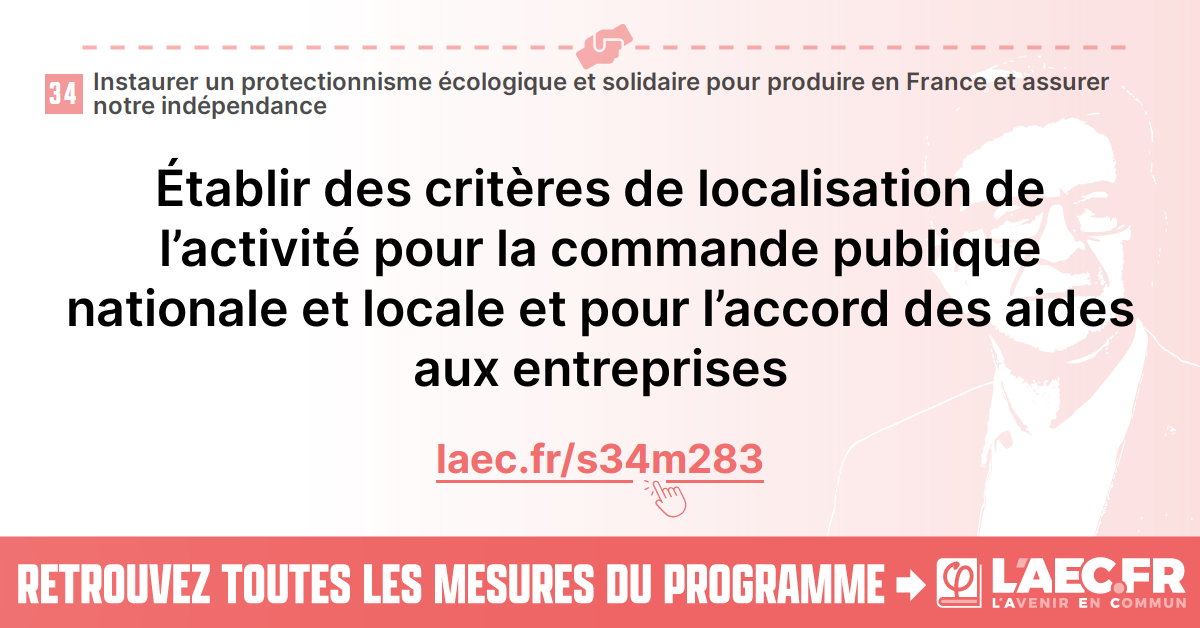 34
Instaurer un protectionnisme écologique et solidaire pour produire en France et assurer
notre indépendance
Établir des critères de localisation de
l’activité pour la commande publique
nationale et locale et pour l’accord des aides
aux entreprises
laec.fr/s34m283
RETROUVEZ TOUTES LES MESURES DU PROGRAMME
φ
L'AEC.FR
L'AVENIR EN COMMUN